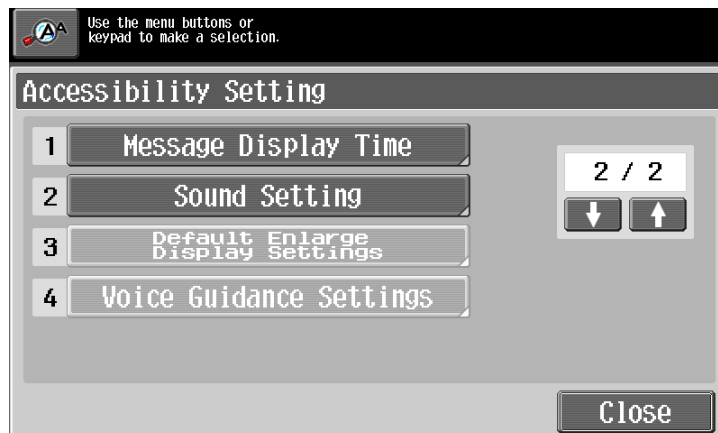 AA
Use the menu buttons or
keypad to make a selection.
Accessibility Setting
1 Message Display Time
2 / 2
2 Sound Setting
3 Default Enlarge
Display Settings
4 Voice Guidance Settings
Close